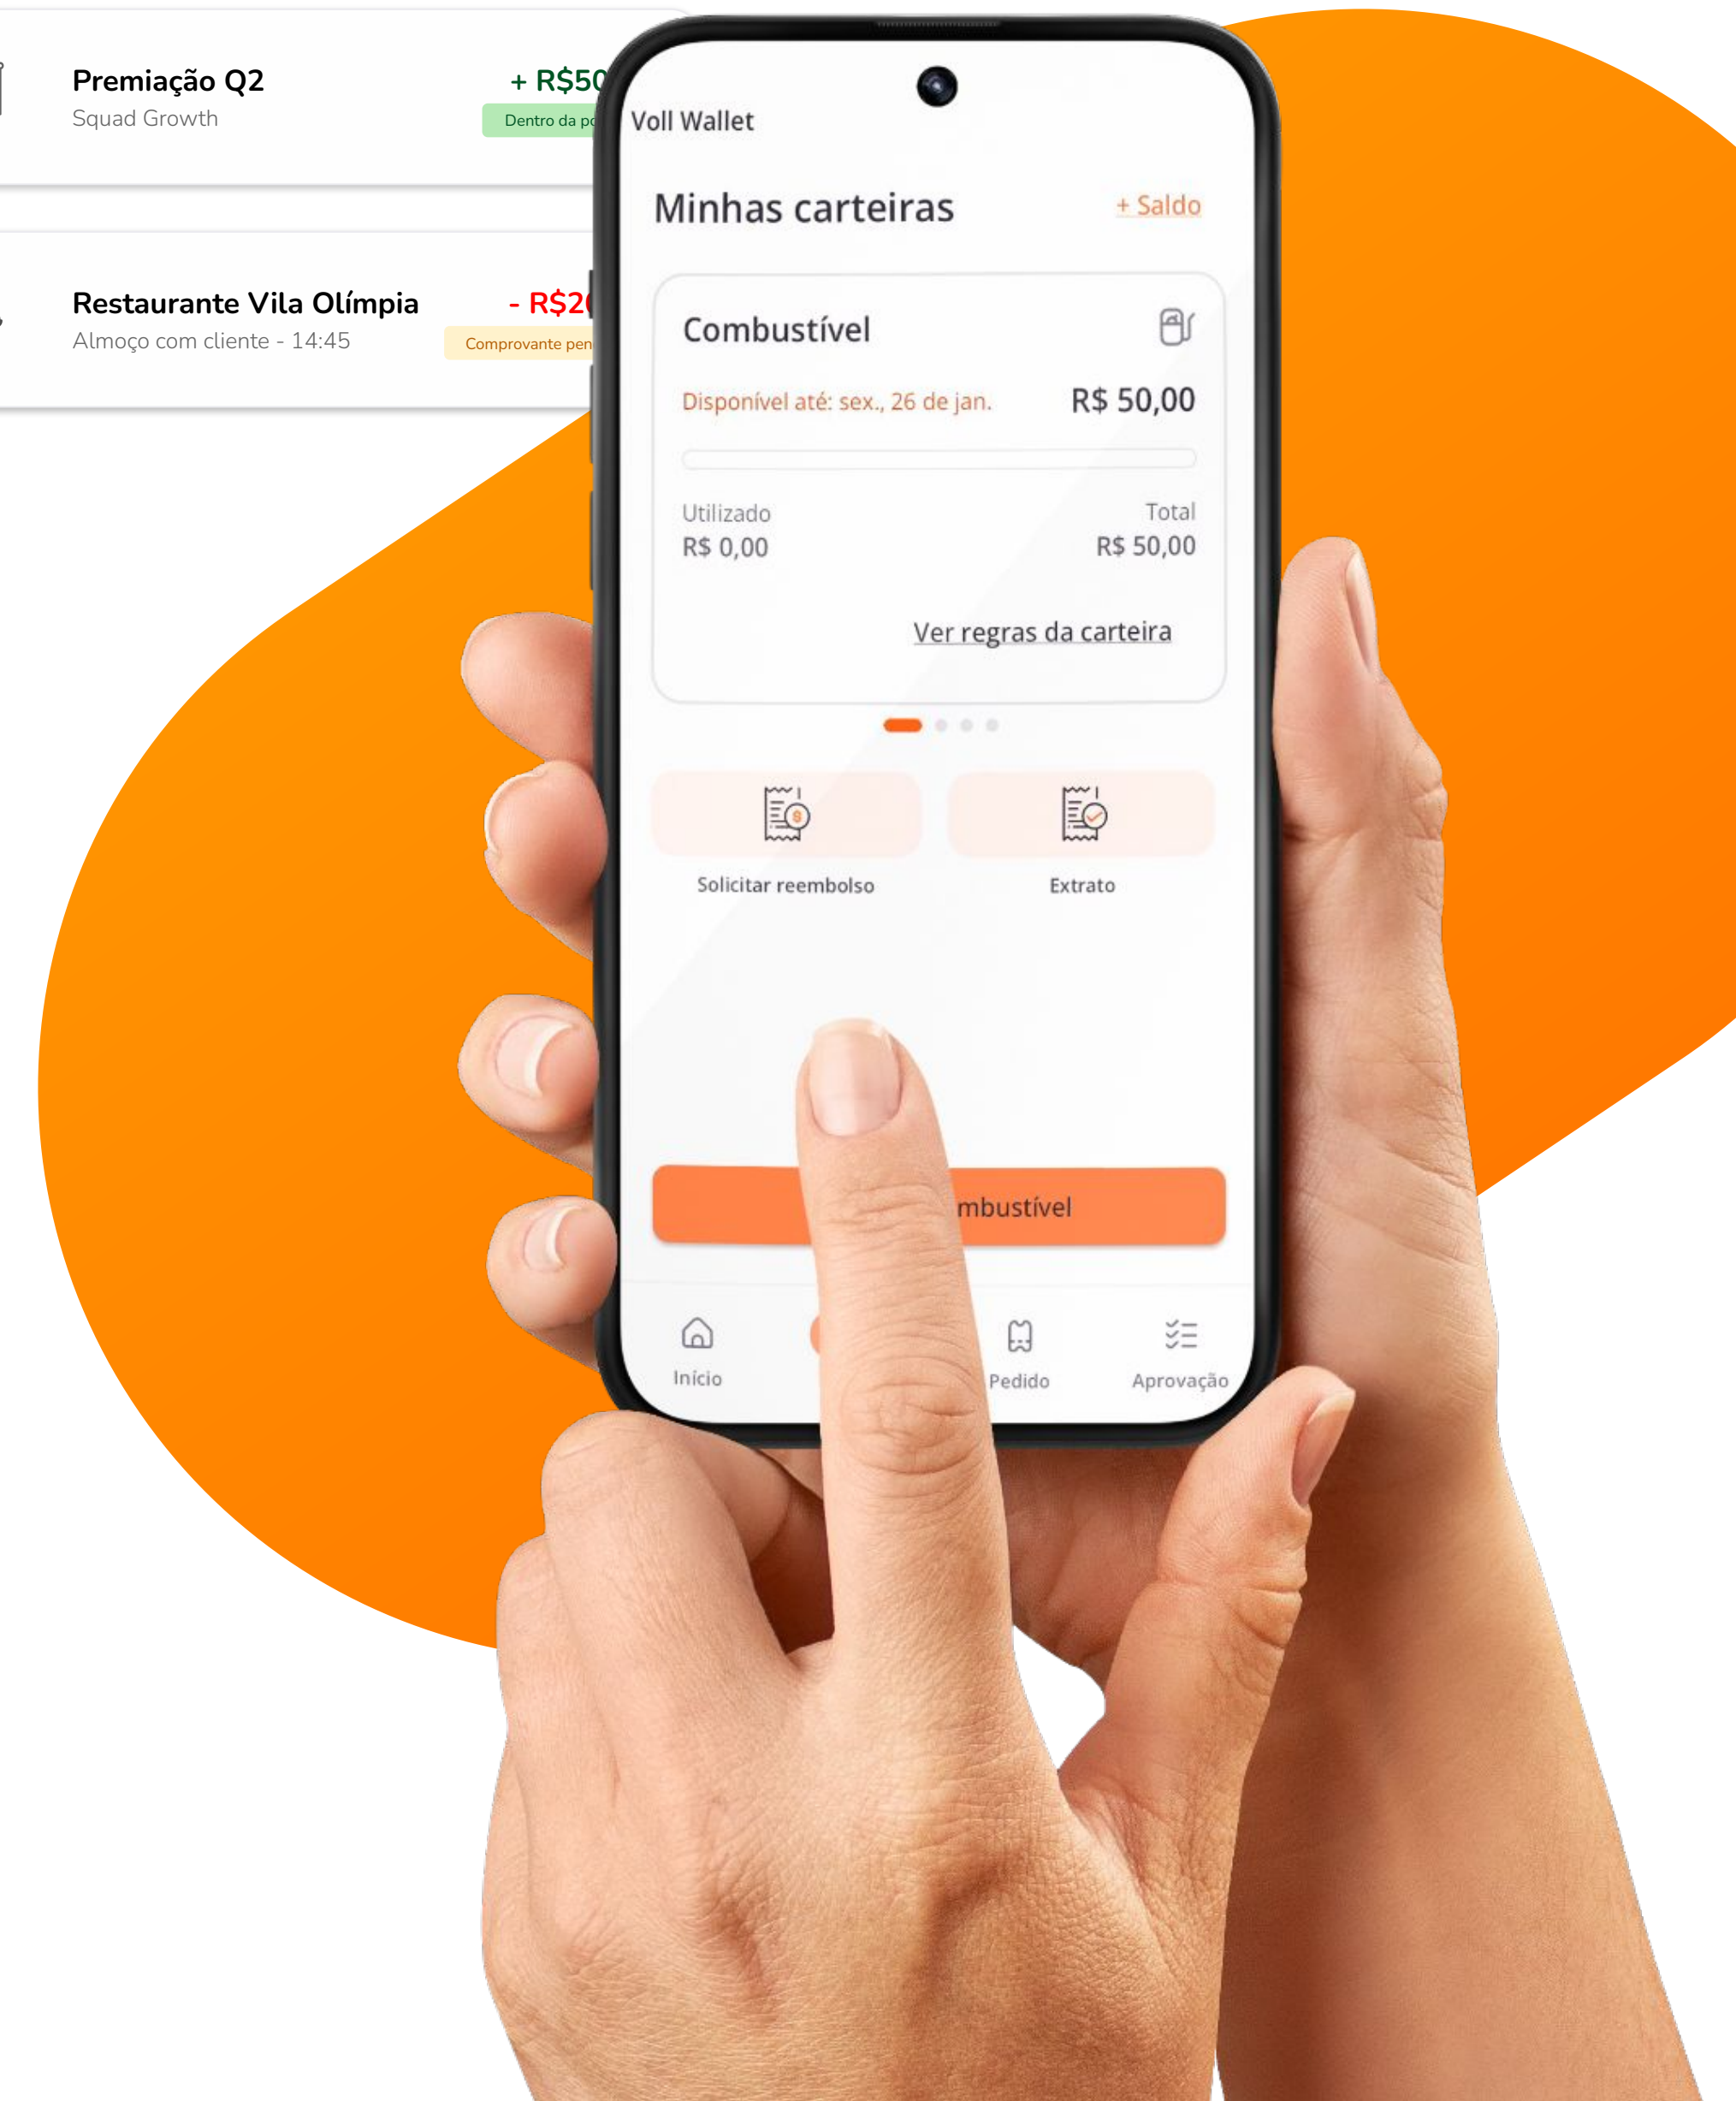 Premiação Q2
+ R$50
Squad Growth
Dentro da
Restaurante Vila Olímpia
- R$2
Almoço com cliente - 14:45
Comprovante
Voll Wallet
Minhas carteiras
+ Saldo
Combustível
Disponível até: sex., 26 de jan.
R$ 50,00
Utilizado
Total
R$ 0,00
R$ 50,00
Ver regras da carteira
Solicitar reembolso
Extrato
mbustível
Início
Pedido
Aprovação